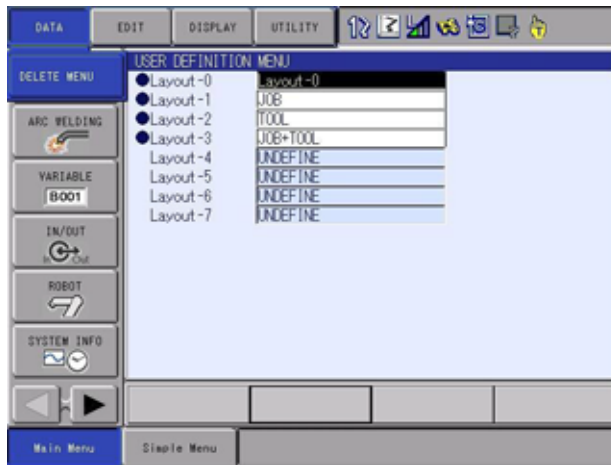 DATA EDIT DISPLAY UTILITY
DELETE MENU
USER DEFINITION MENU
Layout-0 Layout-0
Layout-1 JOB
Layout-2 TOOL
Layout-3 JOB+TOOL
Layout-4 UNDEFINE
Layout-5 UNDEFINE
Layout-6 UNDEFINE
Layout-7 UNDEFINE
ARC WELDING
VARIABLE
B001
IN/OUT
In Out
ROBOT
SYSTEM INFO
Main Menu Simple Menu